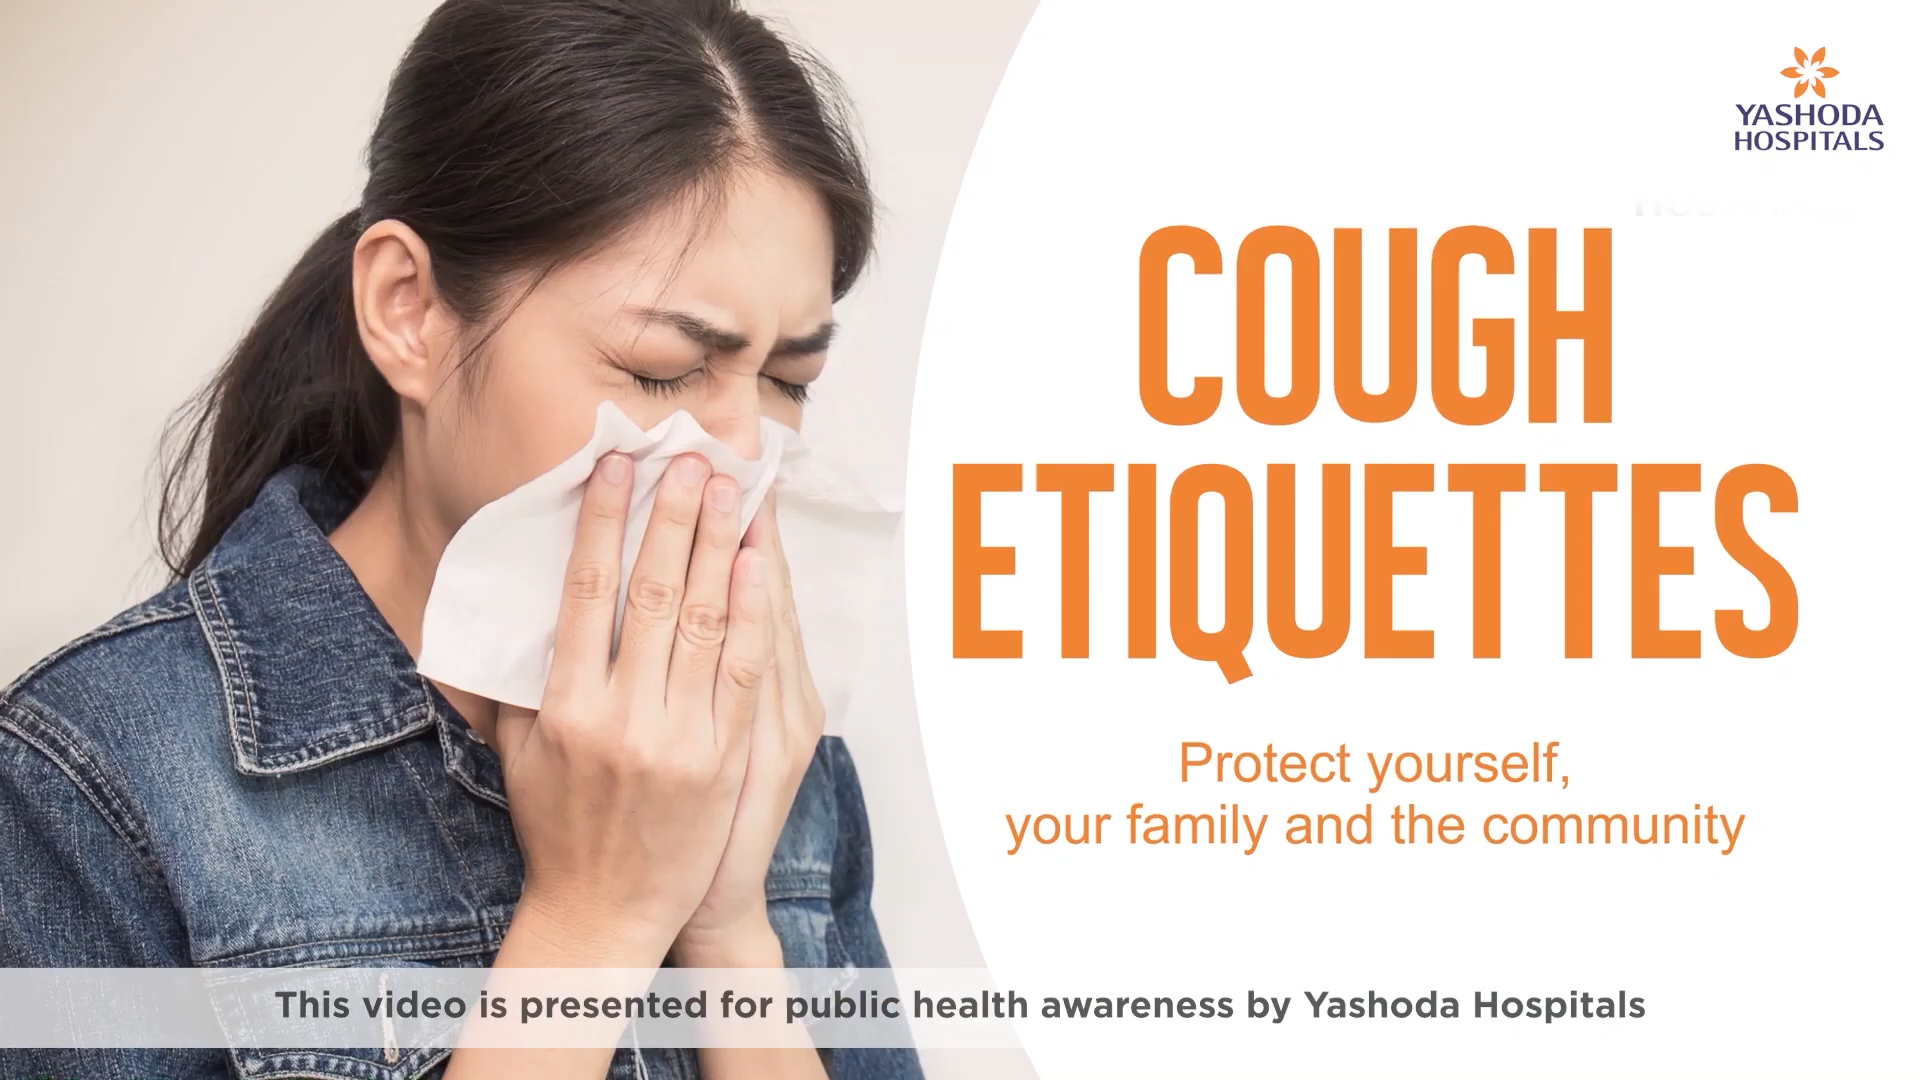 YASHODA
HOSPITALS
COUGH
ETIQUETTES
Protect yourself,
your family and the community
This video is presented for public health awareness by Yashoda Hospitals